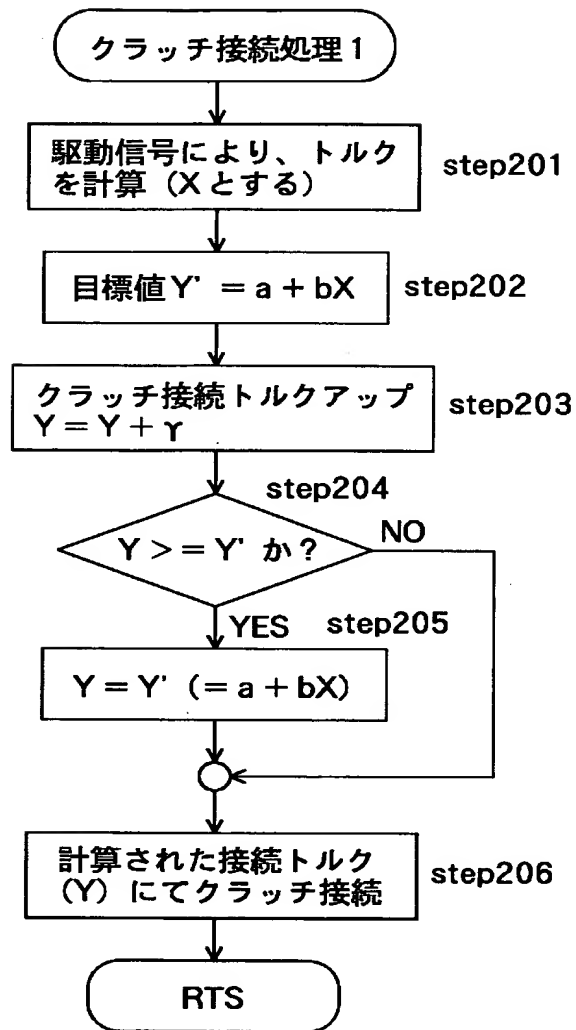 クラッチ接続処理1
駆動信号により、トルク
を計算（Xとする）
step201
目標値Y' = a + bX
step202
クラッチ接続トルクアップ
Y = Y + γ
step203
step204
Y > = Y' か？
NO
YES
step205
Y = Y' (= a + bX)
計算された接続トルク
(Y) にてクラッチ接続
step206
RTS